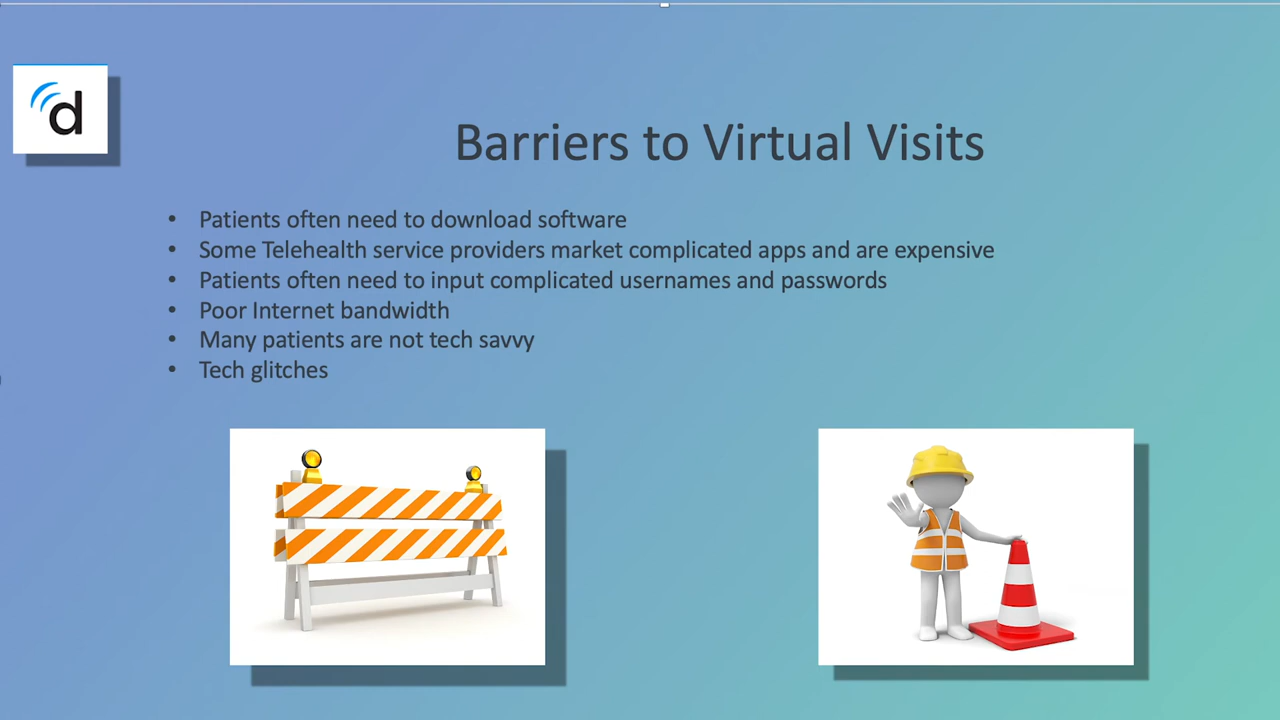 d
Barriers to Virtual Visits
• Patients often need to download software
• Some Telehealth service providers market complicated apps and are expensive
• Patients often need to input complicated usernames and passwords
• Poor Internet bandwidth
• Many patients are not tech savvy
• Tech glitches